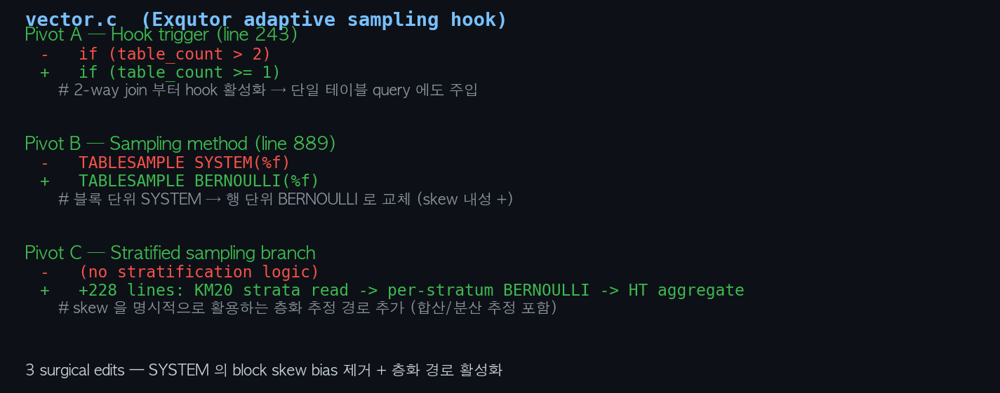 vector.c  (Exqutor adaptive sampling hook)
Pivot A — Hook trigger (line 243)
-   if (table_count > 2)
+   if (table_count >= 1)
# 2-way join 부터 hook 활성화 → 단일 테이블 query 에도 주입
Pivot B — Sampling method (line 889)
-   TABLESAMPLE SYSTEM(%f)
+   TABLESAMPLE BERNOULLI(%f)
# 블록 단위 SYSTEM → 행 단위 BERNOULLI 로 교체 (skew 내성 +)
Pivot C — Stratified sampling branch
-   (no stratification logic)
+   +228 lines: KM20 strata read -> per-stratum BERNOULLI -> HT aggregate
# skew 을 명시적으로 활용하는 층화 추정 경로 추가 (합산/분산 추정 포함)
3 surgical edits — SYSTEM 의 block skew bias 제거 + 층화 경로 활성화